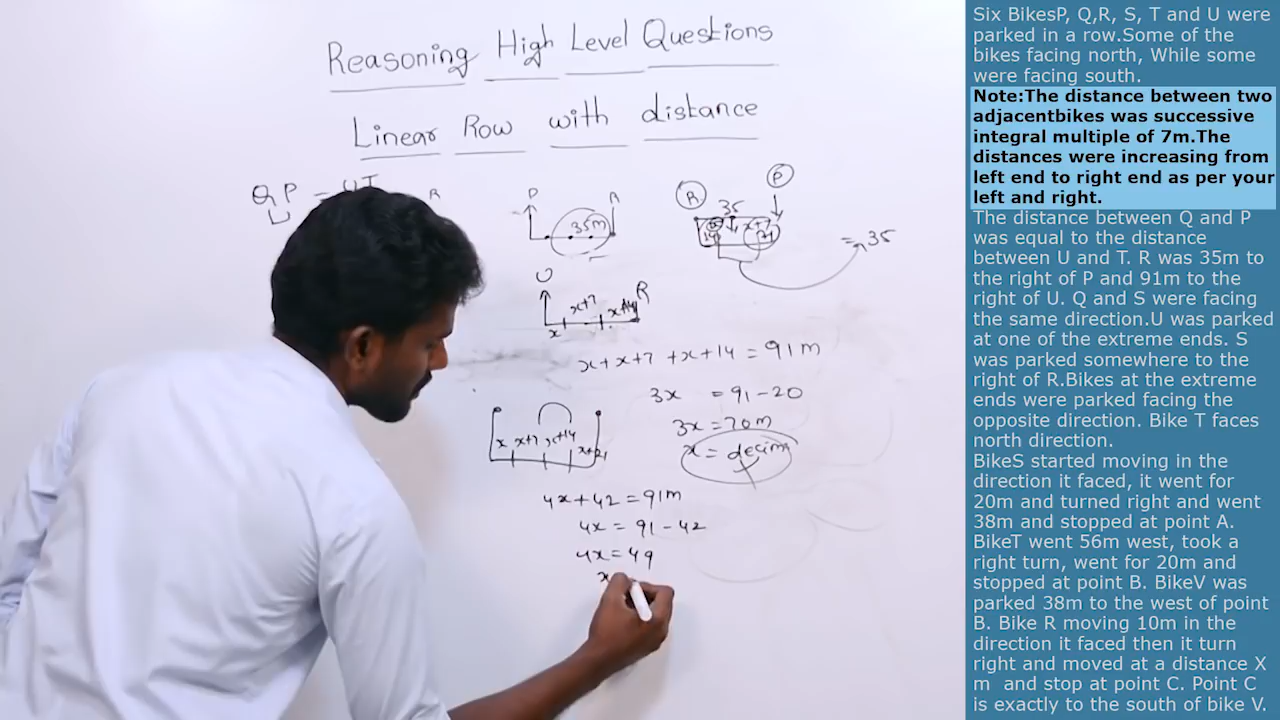 Reasoning High Level Questions
Linear Row with distance
Q P = U T
R
P R
35m
R
P
35
x+7
= 35
U R
x x+7 x+14
x+x+7+x+14 = 91m
3x = 91-20
3x = 70m
x = decim
x x+7 x+14 x+21
4x+42 = 91m
4x = 91-42
4x = 49
x
Six BikesP, Q,R, S, T and U were
parked in a row.Some of the
bikes facing north, While some
were facing south.
Note:The distance between two
adjacentbikes was successive
integral multiple of 7m.The
distances were increasing from
left end to right end as per your
left and right.
The distance between Q and P
was equal to the distance
between U and T. R was 35m to
the right of P and 91m to the
right of U. Q and S were facing
the same direction.U was parked
at one of the extreme ends. S
was parked somewhere to the
right of R.Bikes at the extreme
ends were parked facing the
opposite direction. Bike T faces
north direction.
BikeS started moving in the
direction it faced, it went for
20m and turned right and went
38m and stopped at point A.
BikeT went 56m west, took a
right turn, went for 20m and
stopped at point B. BikeV was
parked 38m to the west of point
B. Bike R moving 10m in the
direction it faced then it turn
right and moved at a distance X
m and stop at point C. Point C
is exactly to the south of bike V.